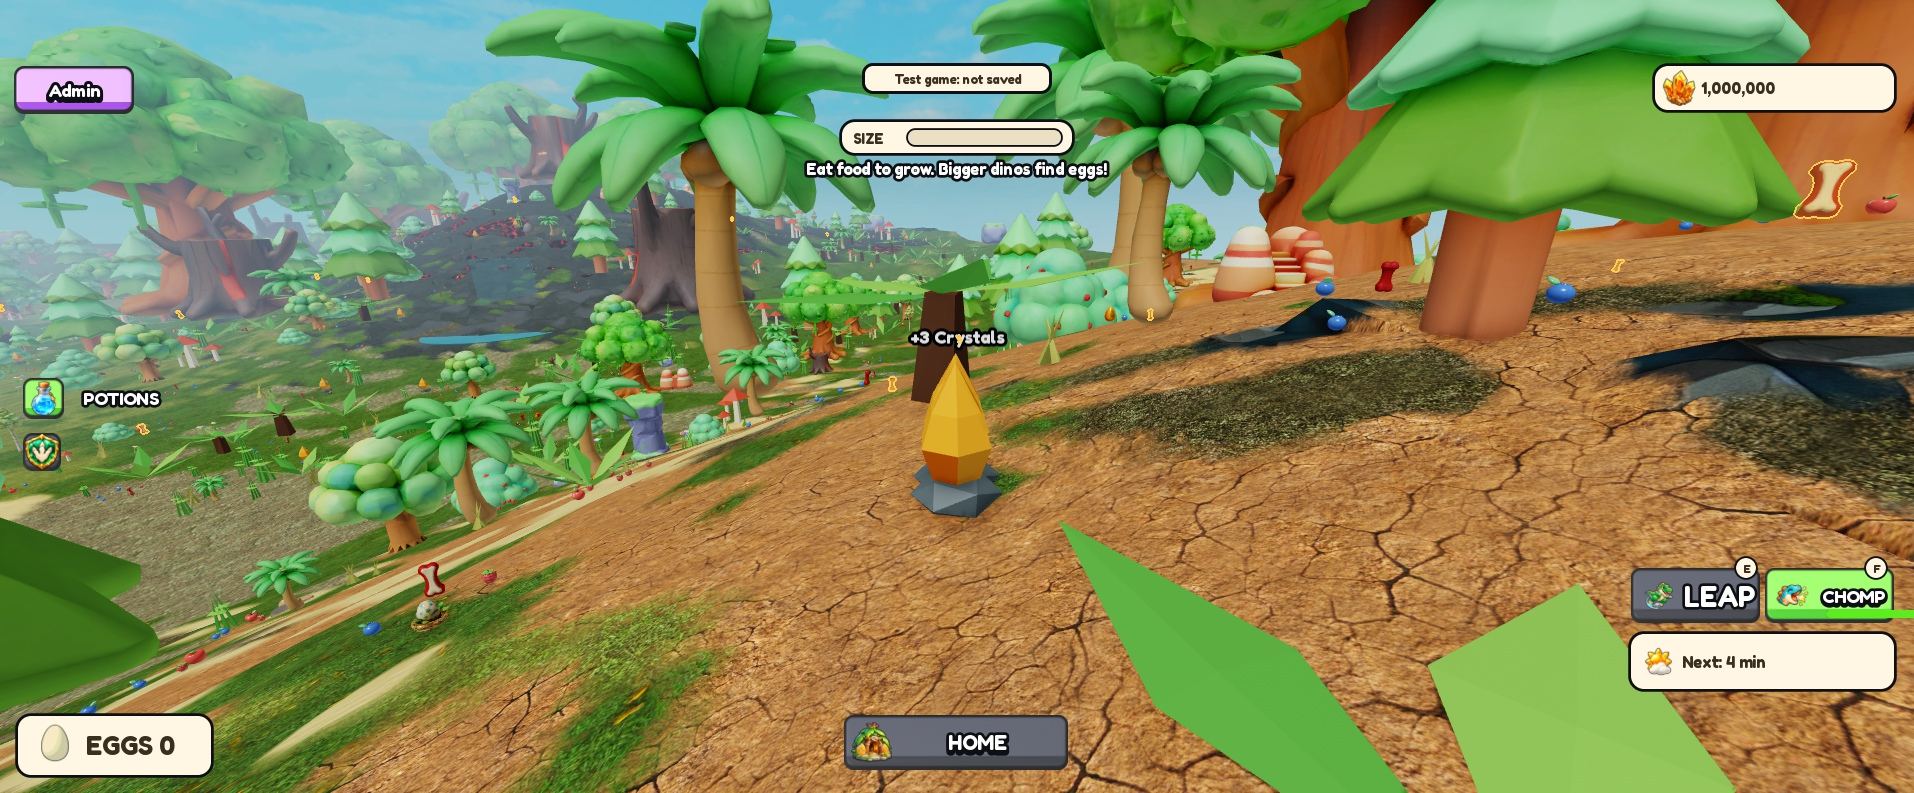 Admin
Test game: not saved
1,000,000
SIZE
Eat food to grow. Bigger dinos find eggs!
+3 Crystals
POTIONS
E
F
LEAP
CHOMP
Next: 4 min
EGGS 0
HOME